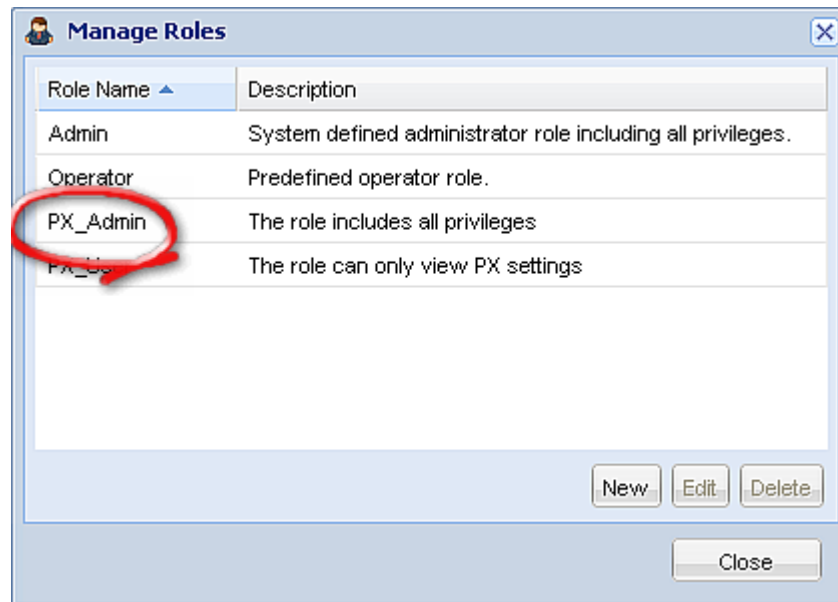 Manage Roles
Role Name Description
Admin System defined administrator role including all privileges.
Operator Predefined operator role.
PX_Admin The role includes all privileges
PX_User The role can only view PX settings
New Edit Delete
Close